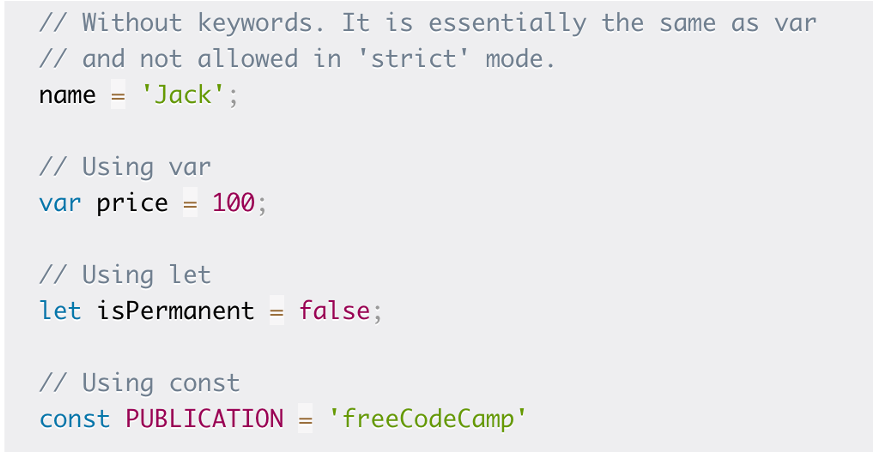 // Without keywords. It is essentially the same as var
// and not allowed in 'strict' mode.
name = 'Jack';
// Using var
var price = 100;
// Using let
let isPermanent = false;
// Using const
const PUBLICATION = 'freeCodeCamp'